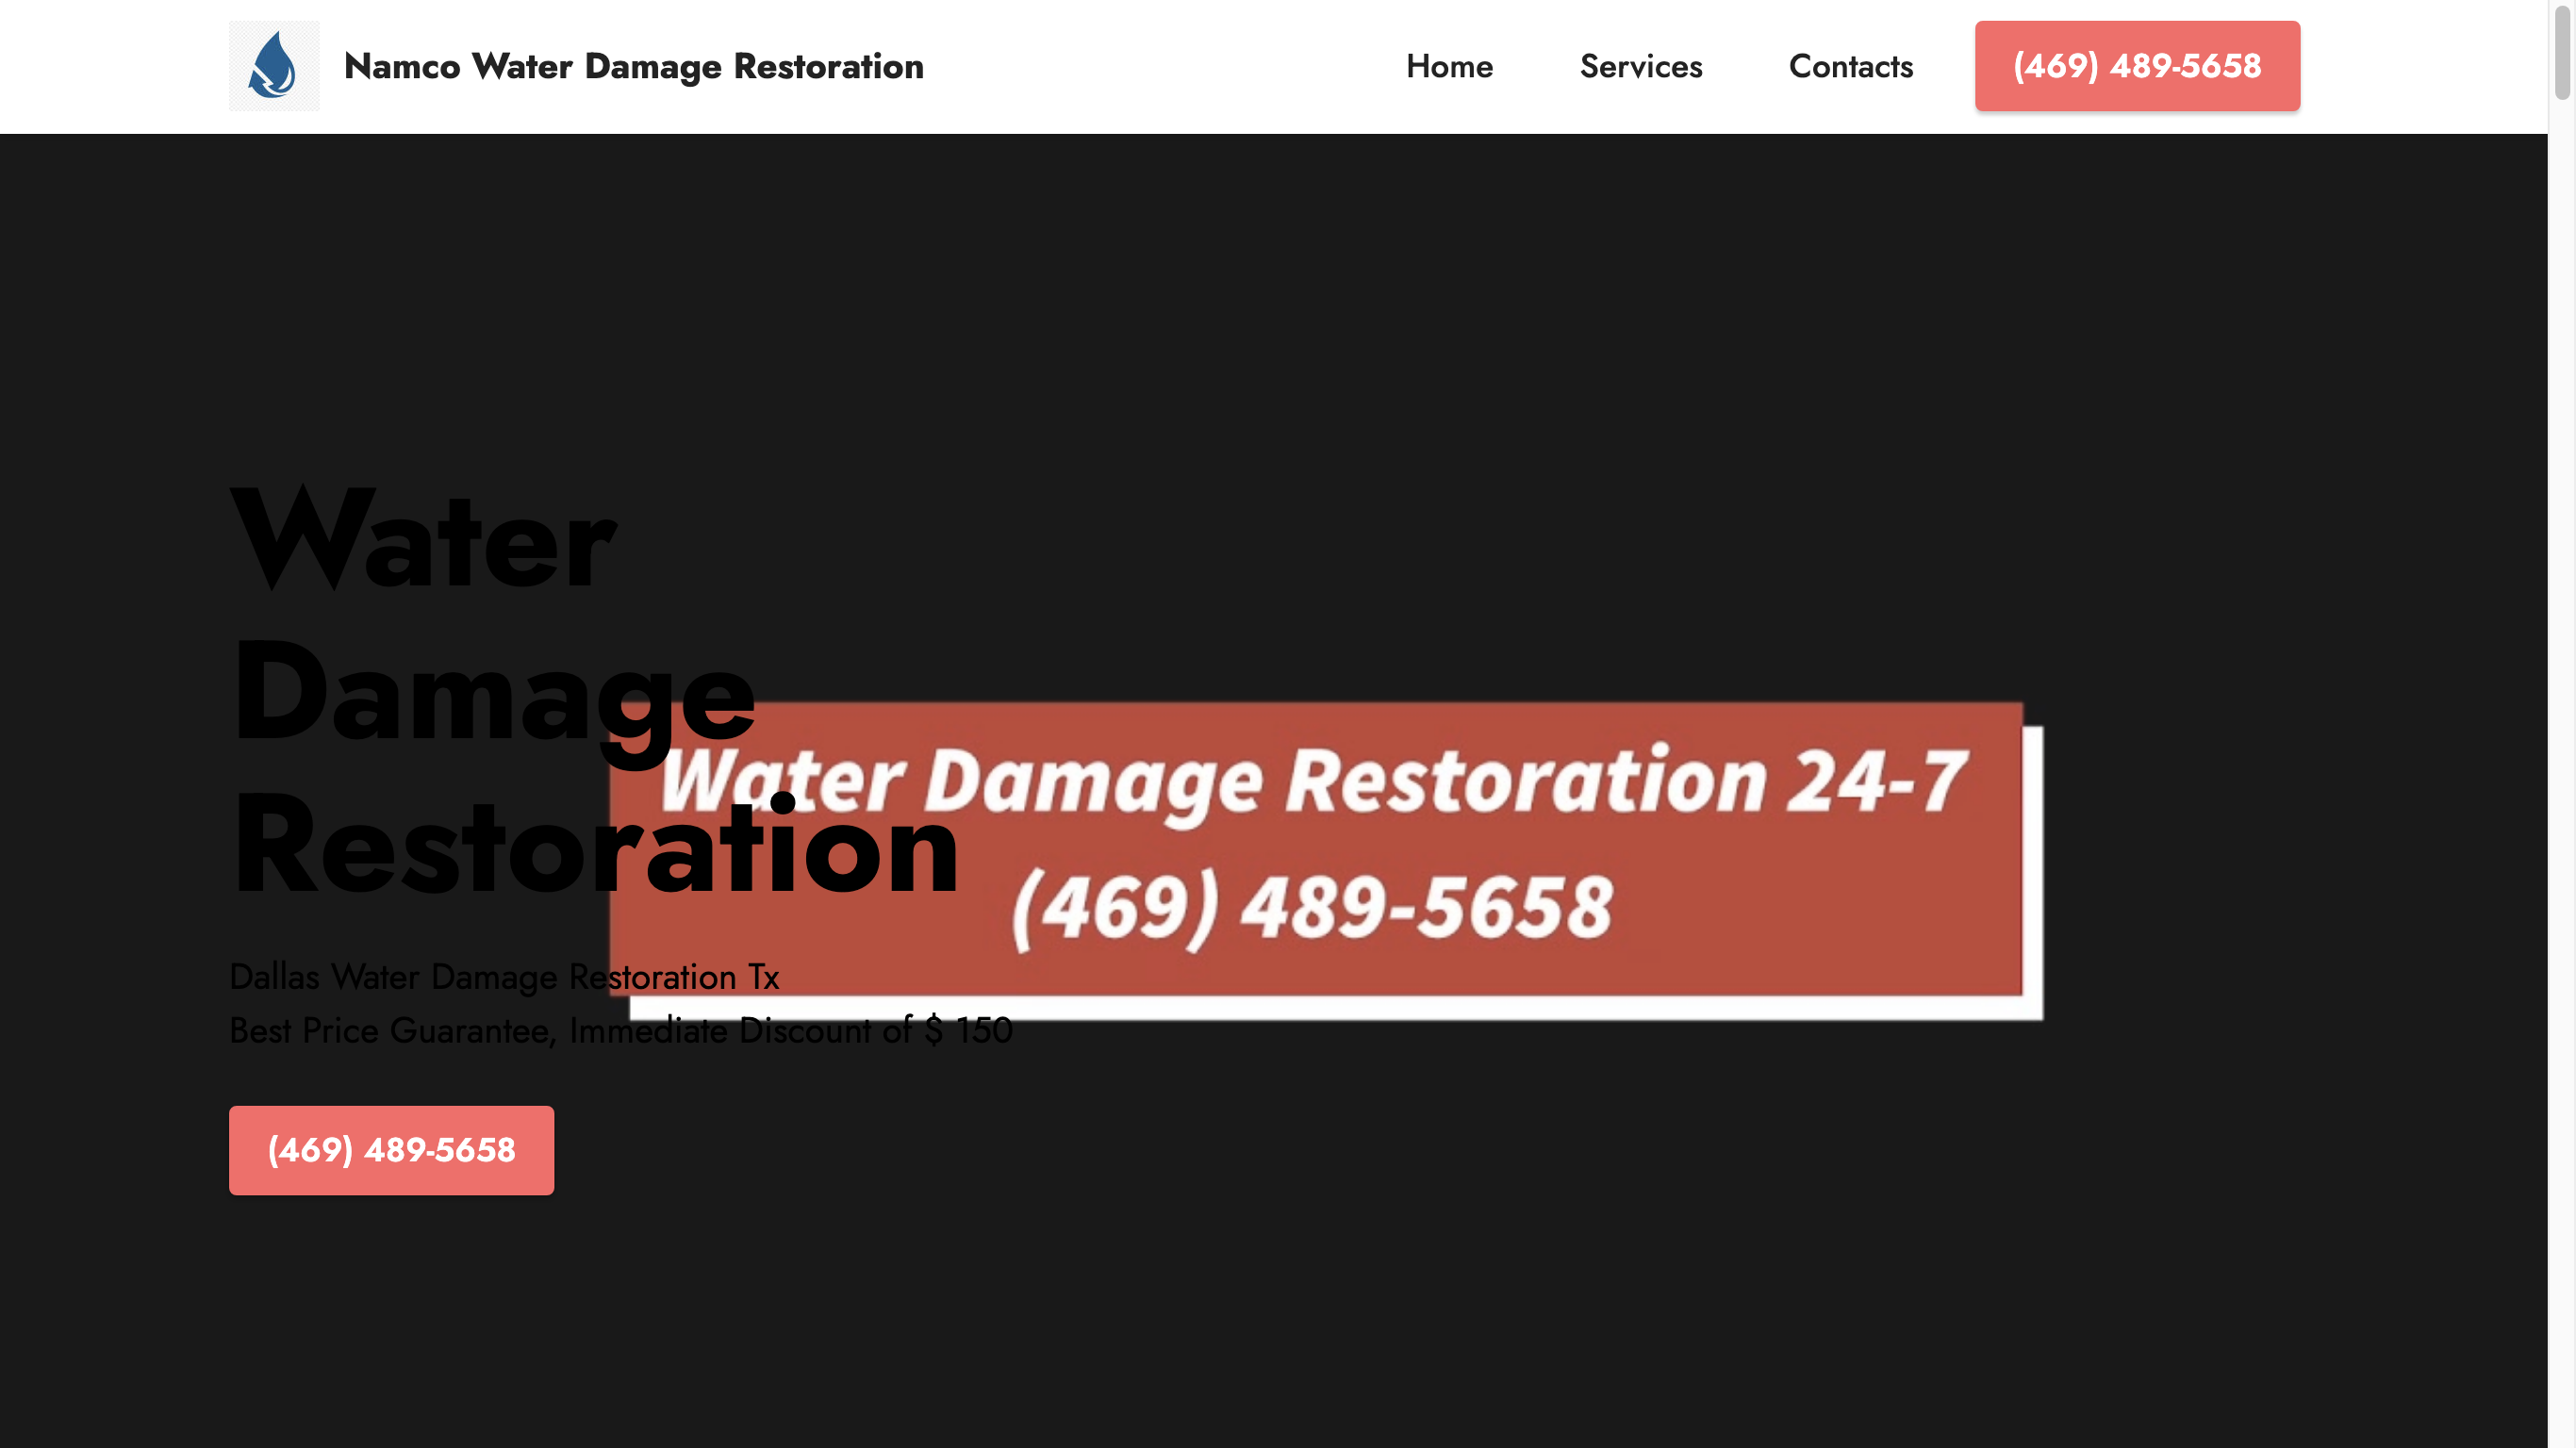 Namco Water Damage Restoration
Home
Services
Contacts
(469) 489-5658
Water
Damage
Restoration
Water Damage Restoration 24-7
(469) 489-5658
Dallas Water Damage Restoration Tx
Best Price Guarantee, Immediate Discount of $ 150
(469) 489-5658